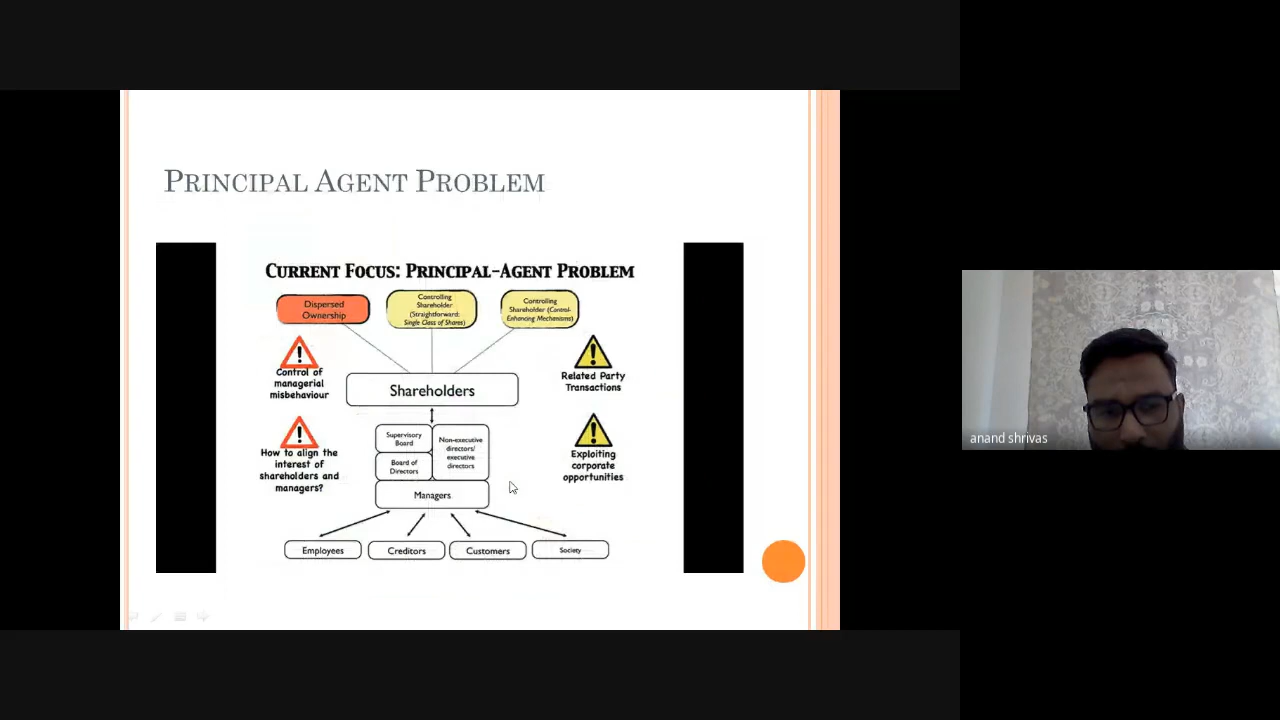 PRINCIPAL AGENT PROBLEM
CURRENT FOCUS: PRINCIPAL-AGENT PROBLEM
Dispersed
Ownership
Controlling
Shareholder
(Straightforward:
Single Class of Shares)
Controlling
Shareholder (Control-
Enhancing Mechanisms)
Control of
managerial
misbehaviour
Shareholders
Related Party
Transactions
How to align the
interest of
shareholders and
managers?
Supervisory
Board
Board of
Directors
Non-executive
directors/
executive
directors
Managers
Exploiting
corporate
opportunities
Employees
Creditors
Customers
Society
anand shrivas